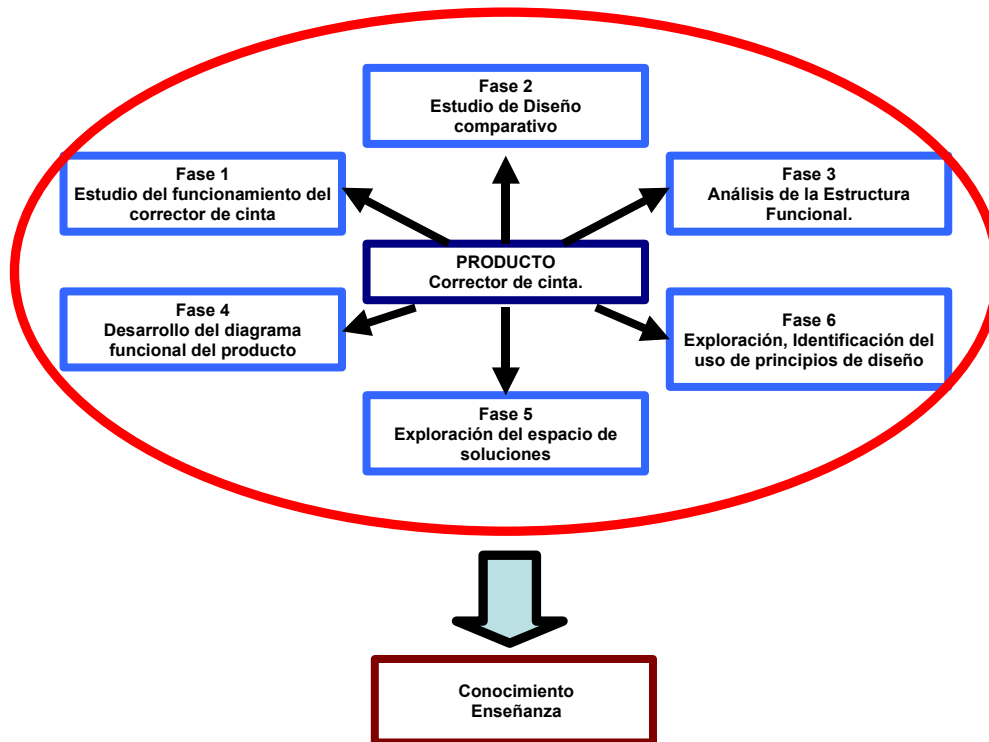 Fase 2
Estudio de Diseño
comparativo
Fase 1
Estudio del funcionamiento del
corrector de cinta
Fase 3
Análisis de la Estructura
Funcional.
PRODUCTO
Corrector de cinta.
Fase 4
Desarrollo del diagrama
funcional del producto
Fase 6
Exploración, Identificación del
uso de principios de diseño
Fase 5
Exploración del espacio de
soluciones
Conocimiento
Enseñanza